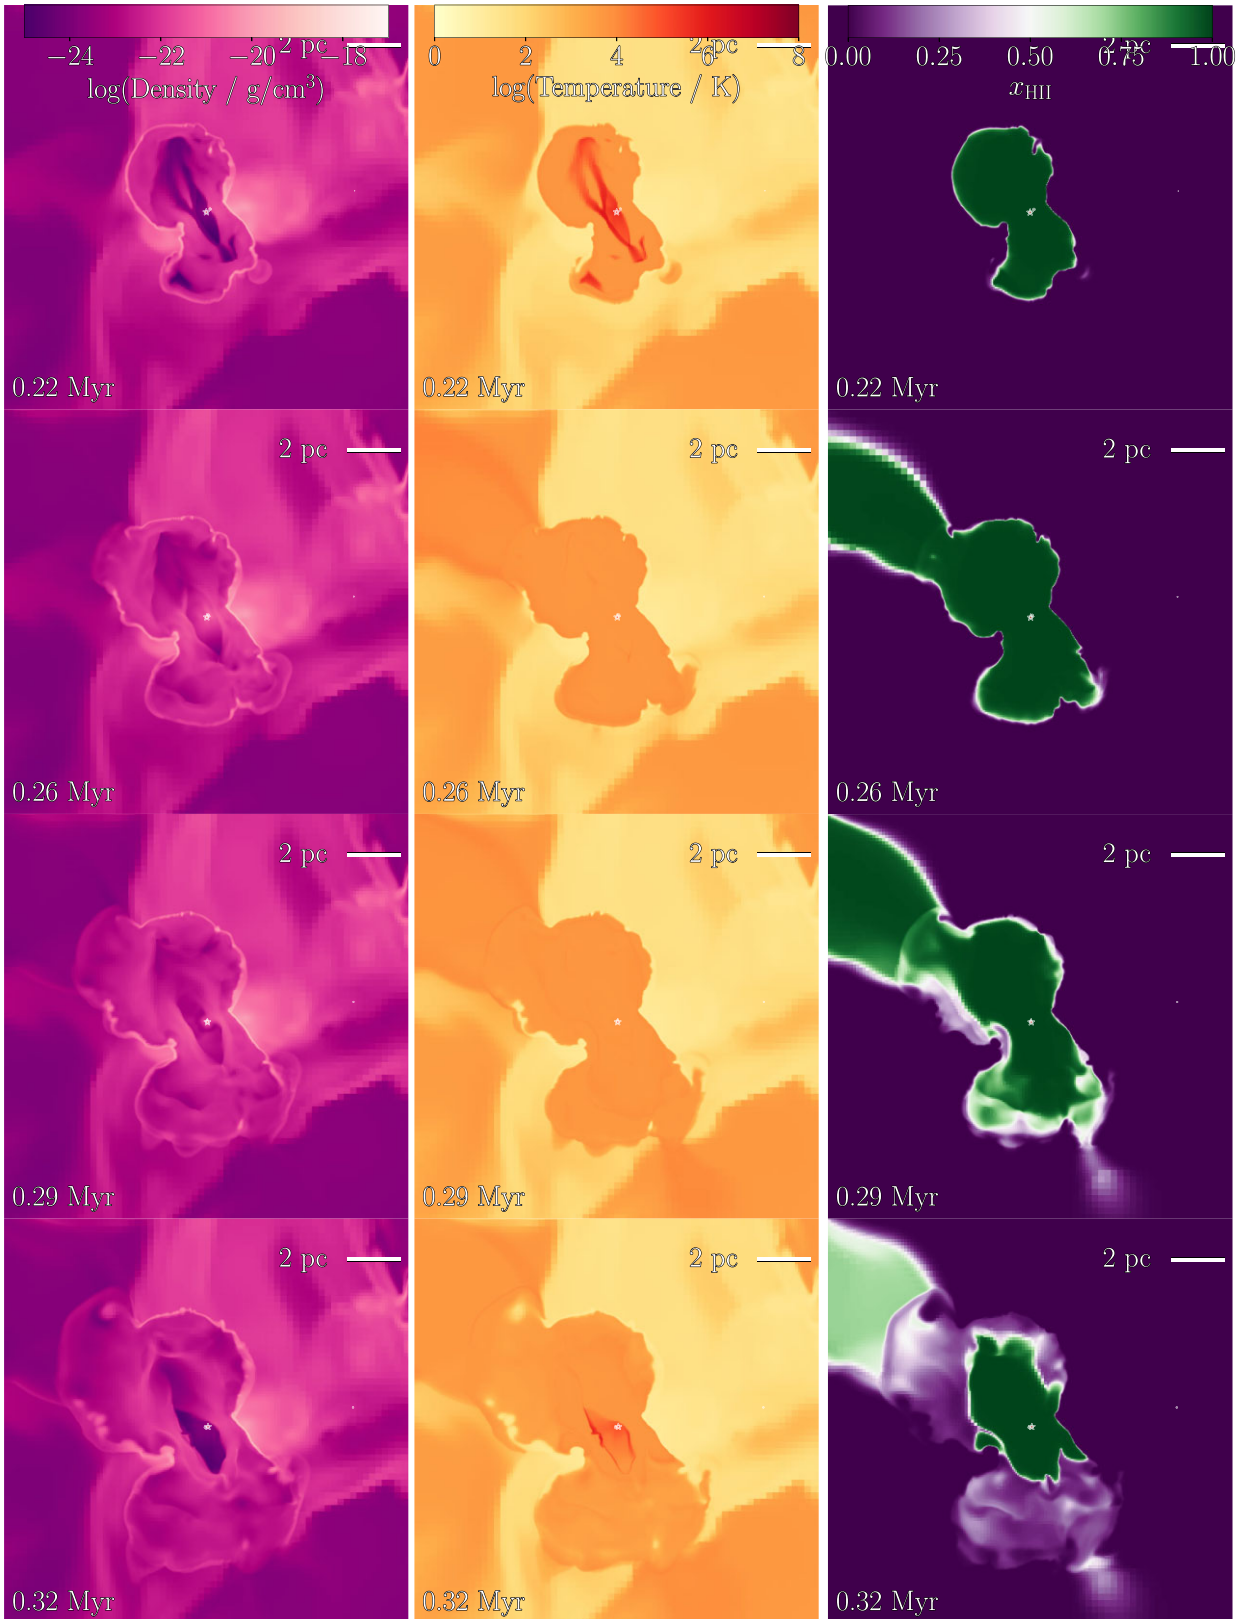 −24 −22 −20 −18
2 pc
log(Density / g/cm³)
0 2 4 6 8
2 pc
log(Temperature / K)
0.00 0.25 0.50 0.75 1.00
2 pc
xHII
0.22 Myr 0.22 Myr 0.22 Myr
2 pc 2 pc 2 pc
0.26 Myr 0.26 Myr 0.26 Myr
2 pc 2 pc 2 pc
0.29 Myr 0.29 Myr 0.29 Myr
2 pc 2 pc 2 pc
0.32 Myr 0.32 Myr 0.32 Myr